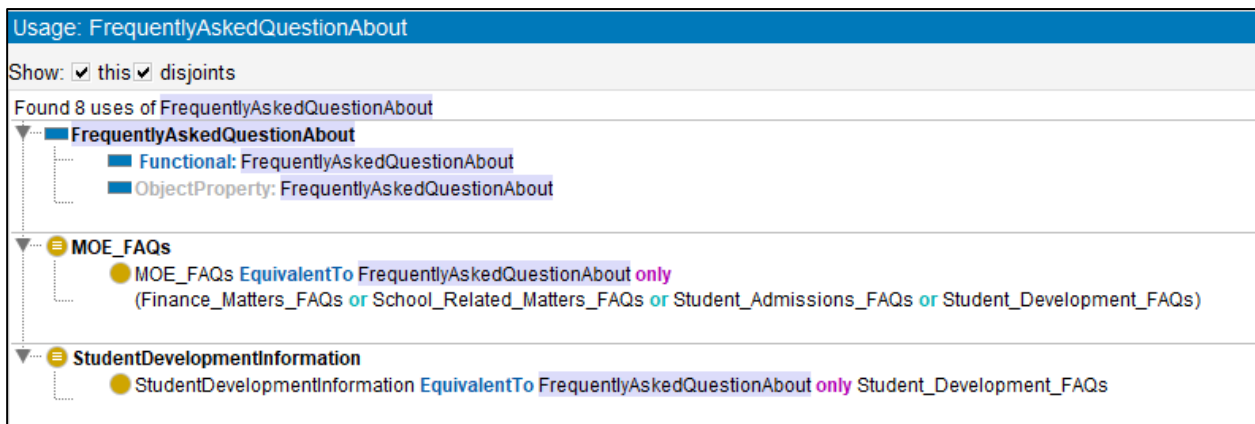 Usage: FrequentlyAskedQuestionAbout
Show: this disjoints
Found 8 uses of FrequentlyAskedQuestionAbout
FrequentlyAskedQuestionAbout
Functional: FrequentlyAskedQuestionAbout
ObjectProperty: FrequentlyAskedQuestionAbout
MOE_FAQs
MOE_FAQs EquivalentTo FrequentlyAskedQuestionAbout only
(Finance_Matters_FAQs or School_Related_Matters_FAQs or Student_Admissions_FAQs or Student_Development_FAQs)
StudentDevelopmentInformation
StudentDevelopmentInformation EquivalentTo FrequentlyAskedQuestionAbout only Student_Development_FAQs